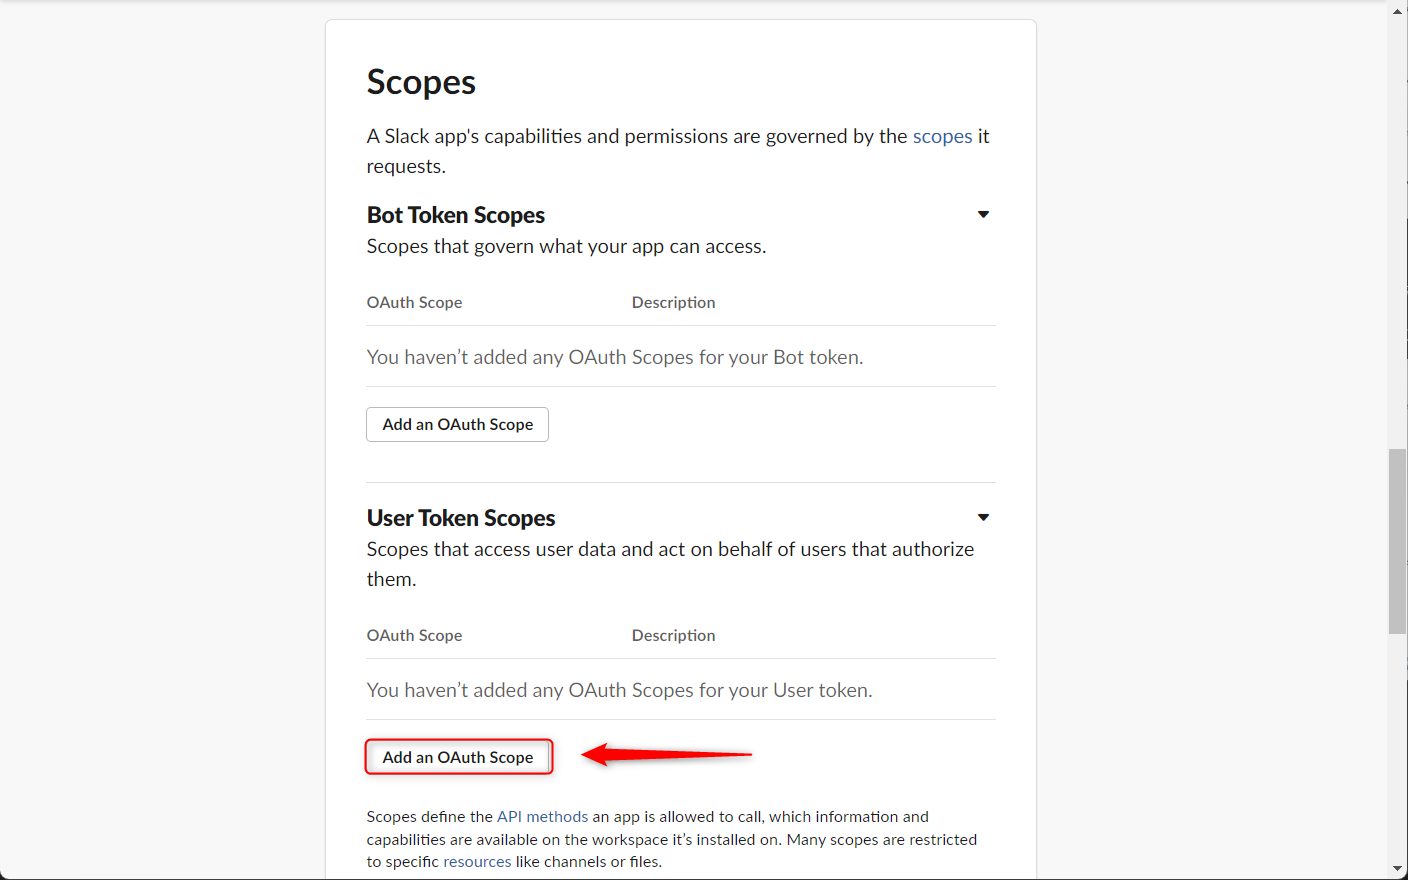 Scopes
A Slack app's capabilities and permissions are governed by the scopes it
requests.
Bot Token Scopes
Scopes that govern what your app can access.
OAuth Scope Description
You haven’t added any OAuth Scopes for your Bot token.
Add an OAuth Scope
User Token Scopes
Scopes that access user data and act on behalf of users that authorize
them.
OAuth Scope Description
You haven’t added any OAuth Scopes for your User token.
Add an OAuth Scope
Scopes define the API methods an app is allowed to call, which information and
capabilities are available on the workspace it’s installed on. Many scopes are restricted
to specific resources like channels or files.